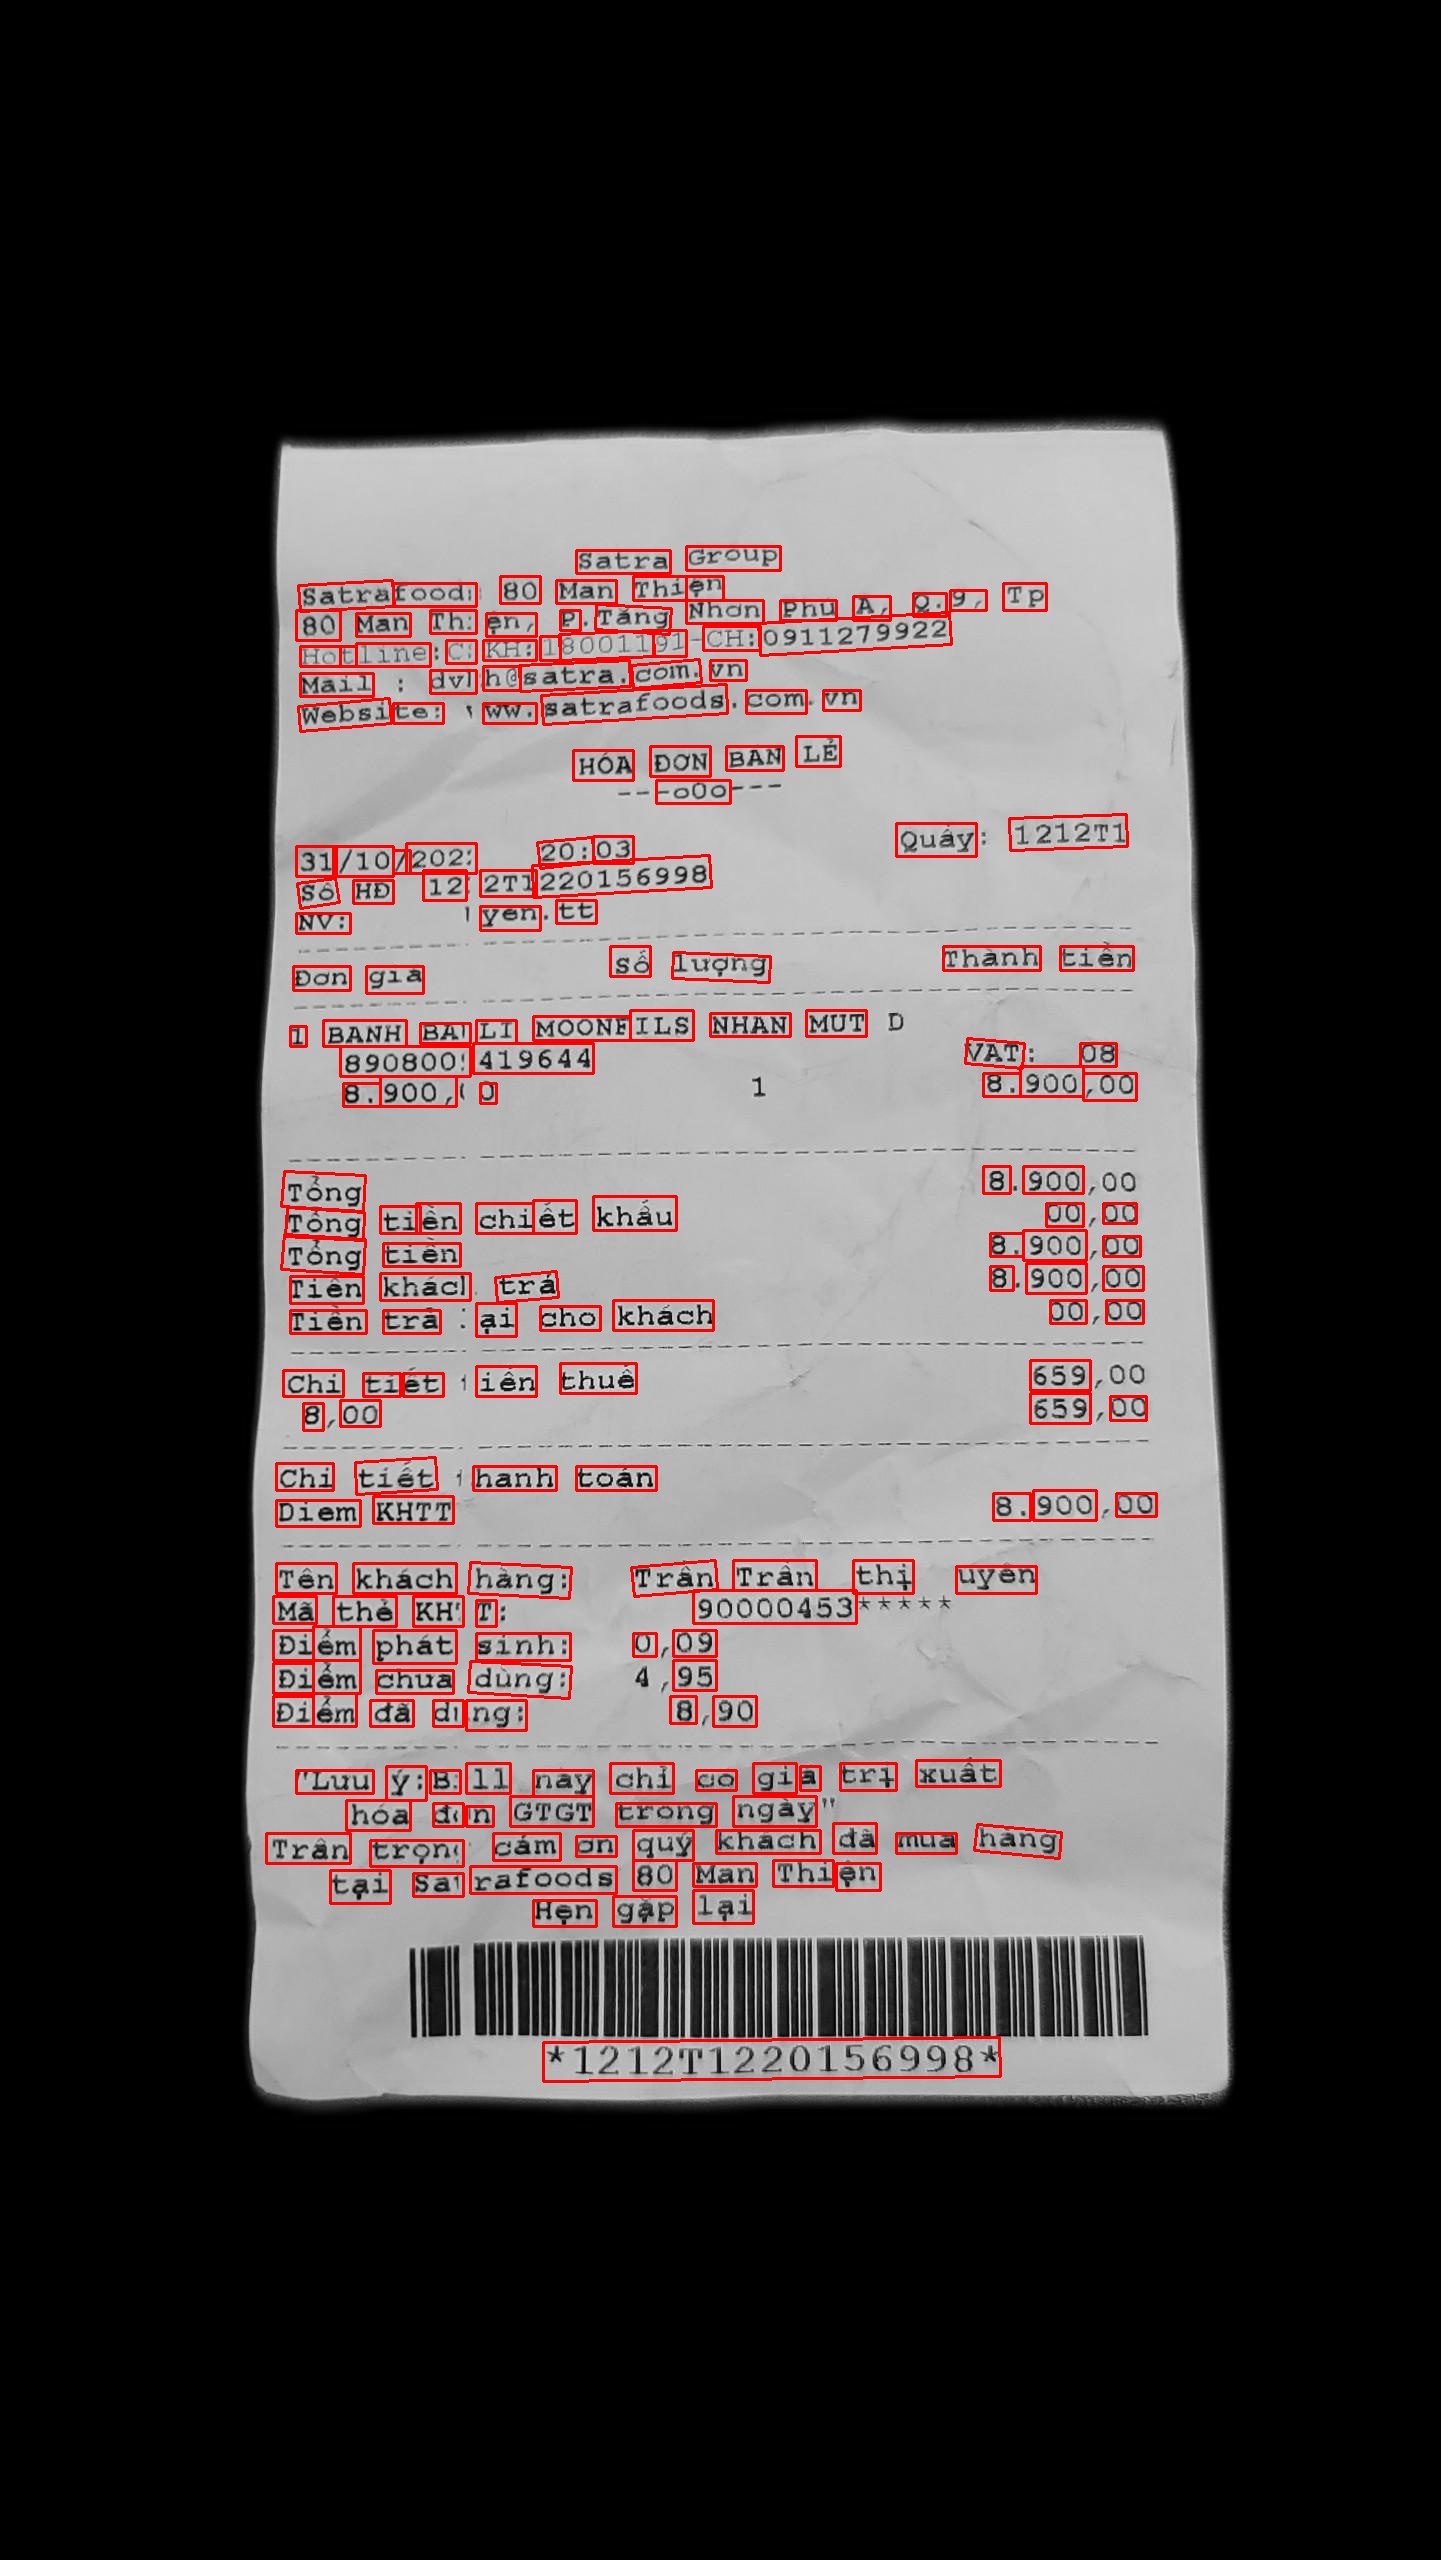 Satra Group
Satrafoods 80 Man Thiện
80 Man Thiện, P.Tăng Nhơn Phú A, Q.9, Tp
Hotline:CSKH:18001191-CH:0911279922
Mail : dvkh@satra.com.vn
Website: www.satrafoods.com.vn
HÓA ĐƠN BÁN LẺ
---oOo---
Quầy: 1212T1
31/10/2022 20:03
Số HĐ 1212T1220156998
NV: yen.tt
Đơn giá Số lượng Thành tiền
1 BANH BA LI MOONFILS NHAN MUT D
8908009419644 VAT: 08
8.900,00 1 8.900,00
Tổng 8.900,00
Tổng tiền chiết khấu 00,00
Tổng tiền 8.900,00
Tiền khách trả 8.900,00
Tiền trả lại cho khách 00,00
Chi tiết tiền thuế 659,00
8,00 659,00
Chi tiết thanh toán
Diem KHTT 8.900,00
Tên khách hàng: Trần Trần thị uyên
Mã thẻ KHTT: 90000453*****
Điểm phát sinh: 0,09
Điểm chưa dùng: 4,95
Điểm đã dùng: 8,90
"Lưu ý:Bill này chỉ có giá trị xuất
hóa đơn GTGT trong ngày"
Trân trọng cám ơn quý khách đã mua hàng
tại Satrafoods 80 Man Thiện
Hẹn gặp lại
*1212T1220156998*